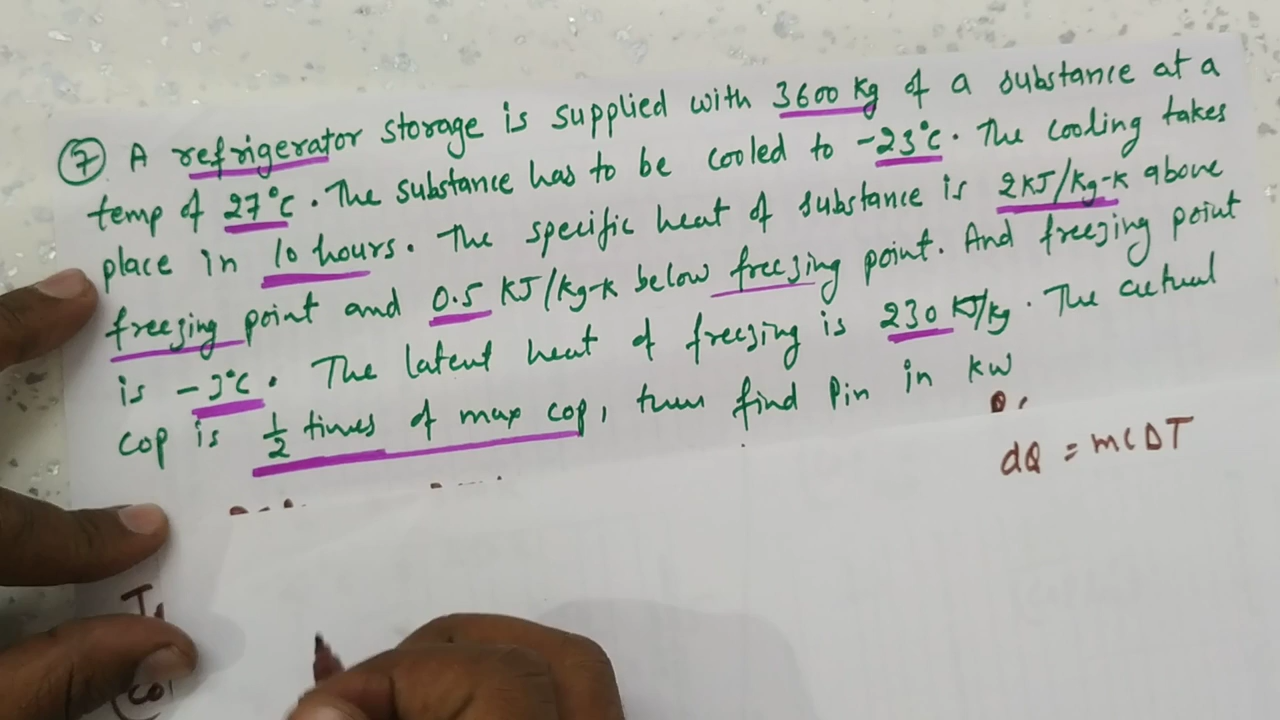 ⑦ A refrigerator storage is supplied with 3600 Kg of a substance at a
temp of 27°C. The substance has to be cooled to -23°C. The cooling takes
place in 10 hours. The specific heat of substance is 2KJ/Kg-K above
freezing point and 0.5 KJ/Kg-K below freezing point. And freezing point
is -3°C. The latent heat of freezing is 230 KJ/kg. The actual
COP is 1/2 times of max COP, then find Pin in kW
dQ = mCΔT